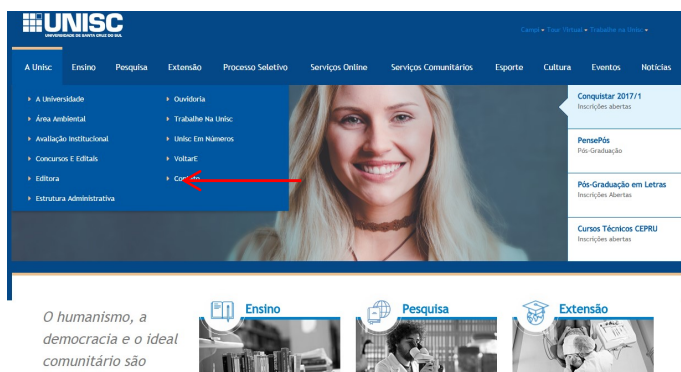 UNISC
UNIVERSIDADE DE SANTA CRUZ DO SUL
Campi Tour Virtual Trabalhe na Unisc
A Unisc Ensino Pesquisa Extensão Processo Seletivo Serviços Online Serviços Comunitários Esporte Cultura Eventos Notícias
A Universidade
Área Ambiental
Avaliação Institucional
Concursos E Editais
Editora
Estrutura Administrativa
Ouvidoria
Trabalhe Na Unisc
Unisc Em Números
VoltarE
Contato
Conquistar 2017/1
Inscrições abertas
PensePós
Pós-Graduação
Pós-Graduação em Letras
Inscrições Abertas
Cursos Técnicos CEPRU
Inscrições abertas
O humanismo, a
democracia e o ideal
comunitário são
Ensino
Pesquisa
Extensão